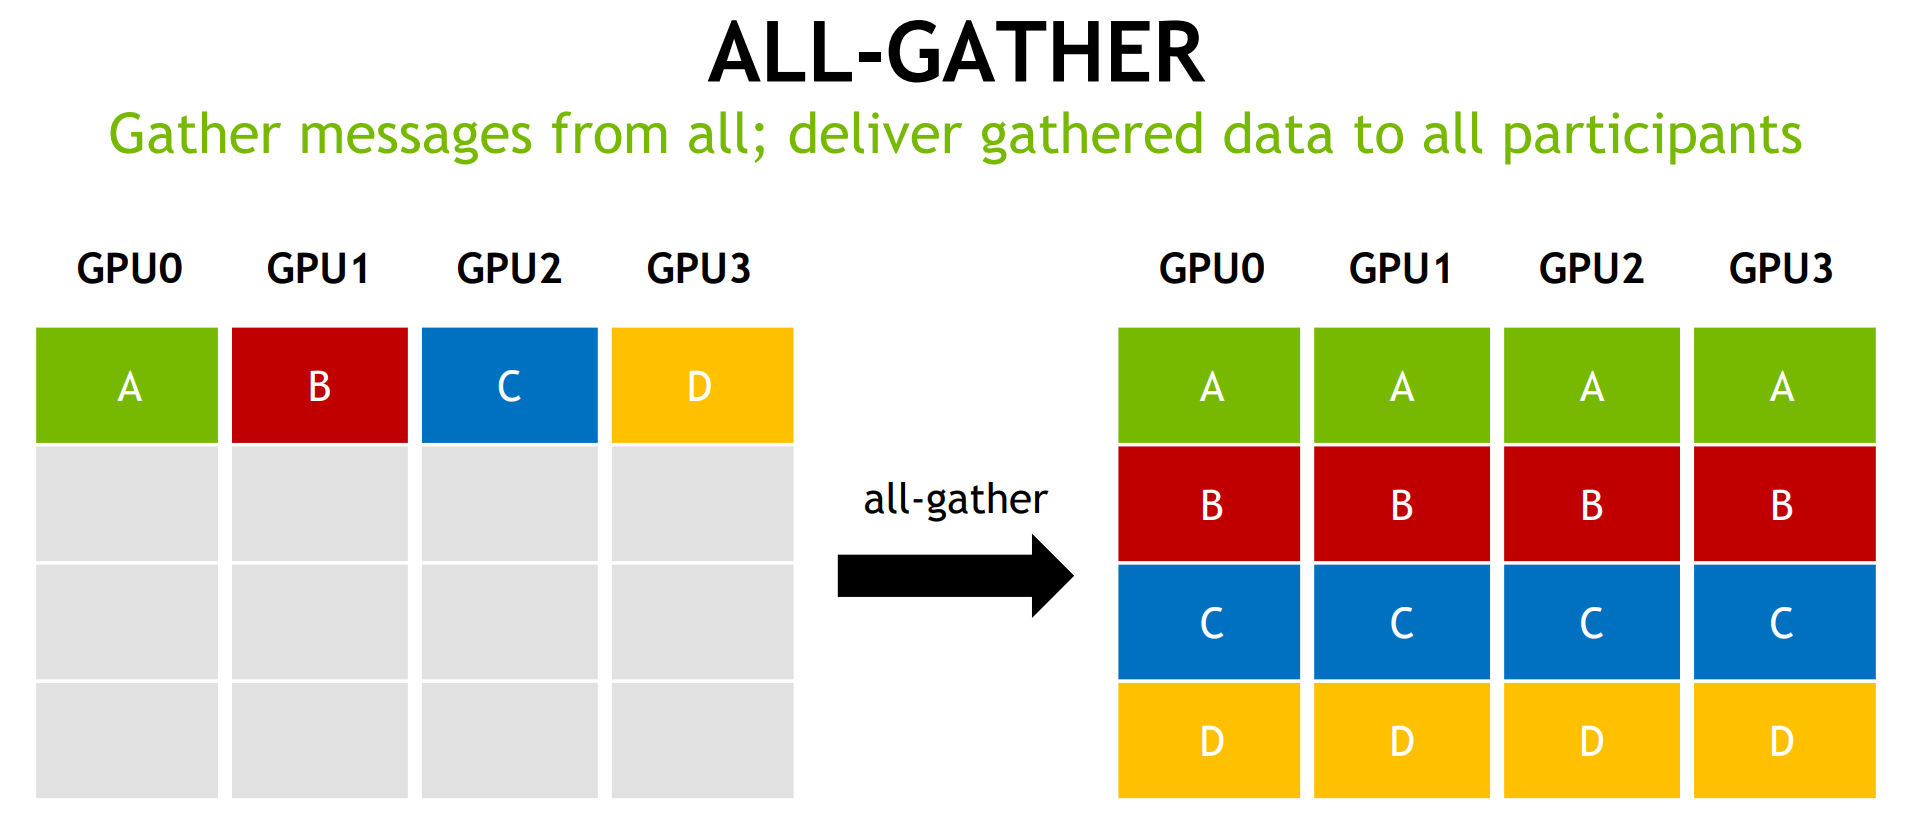 ALL-GATHER
Gather messages from all; deliver gathered data to all participants
GPU0 GPU1 GPU2 GPU3
A B C D
all-gather
GPU0 GPU1 GPU2 GPU3
A A A A
B B B B
C C C C
D D D D